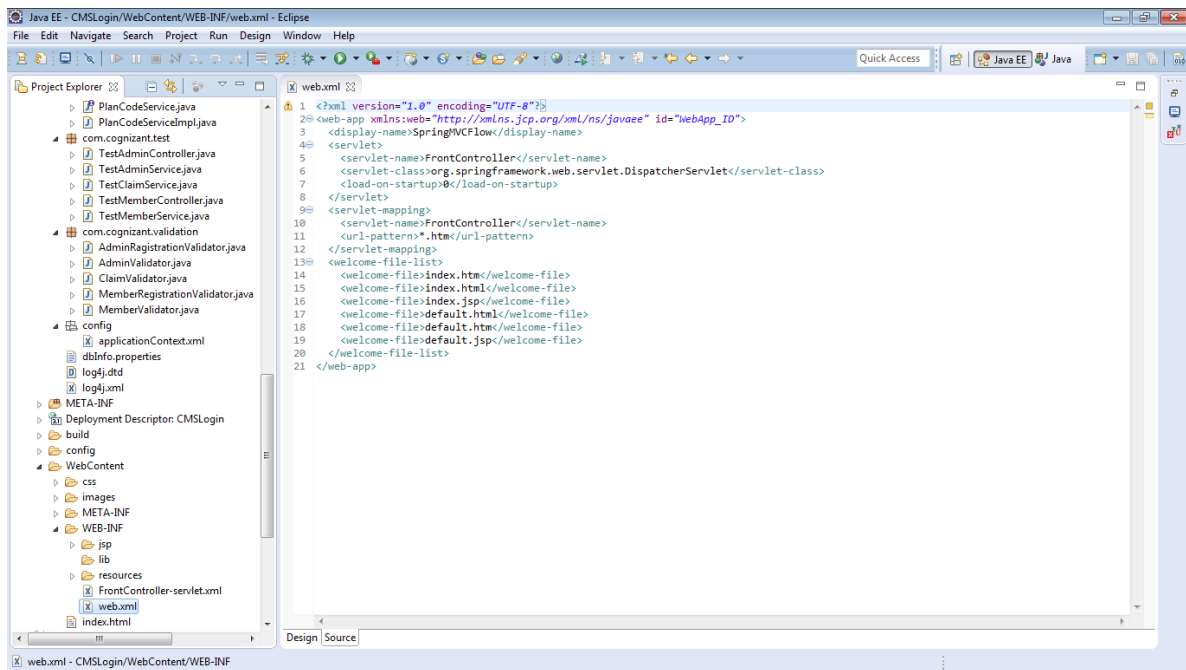 Java EE - CMSLogin/WebContent/WEB-INF/web.xml - Eclipse
File Edit Navigate Search Project Run Design Window Help
Quick Access Java EE Java
Project Explorer
PlanCodeService.java
PlanCodeServiceImpl.java
com.cognizant.test
TestAdminController.java
TestAdminService.java
TestClaimService.java
TestMemberController.java
TestMemberService.java
com.cognizant.validation
AdminRagistrationValidator.java
AdminValidator.java
ClaimValidator.java
MemberRegistrationValidator.java
MemberValidator.java
config
applicationContext.xml
dbInfo.properties
log4j.dtd
log4j.xml
META-INF
Deployment Descriptor: CMSLogin
build
config
WebContent
css
images
META-INF
WEB-INF
jsp
lib
resources
FrontController-servlet.xml
web.xml
index.html
web.xml
1 <?xml version="1.0" encoding="UTF-8"?>
2 <web-app xmlns:web="http://xmlns.jcp.org/xml/ns/javaee" id="WebApp_ID">
3 <display-name>SpringMVCFlow</display-name>
4 <servlet>
5 <servlet-name>FrontController</servlet-name>
6 <servlet-class>org.springframework.web.servlet.DispatcherServlet</servlet-class>
7 <load-on-startup>0</load-on-startup>
8 </servlet>
9 <servlet-mapping>
10 <servlet-name>FrontController</servlet-name>
11 <url-pattern>*.htm</url-pattern>
12 </servlet-mapping>
13 <welcome-file-list>
14 <welcome-file>index.htm</welcome-file>
15 <welcome-file>index.html</welcome-file>
16 <welcome-file>index.jsp</welcome-file>
17 <welcome-file>default.html</welcome-file>
18 <welcome-file>default.htm</welcome-file>
19 <welcome-file>default.jsp</welcome-file>
20 </welcome-file-list>
21 </web-app>
Design Source
web.xml - CMSLogin/WebContent/WEB-INF